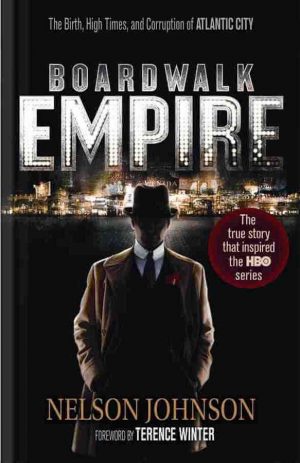 The Birth, High Times, and Corruption of ATLANTIC CITY
BOARDWALK
EMPIRE
The
true story
that inspired
the HBO
series
NELSON JOHNSON
FOREWORD BY TERENCE WINTER